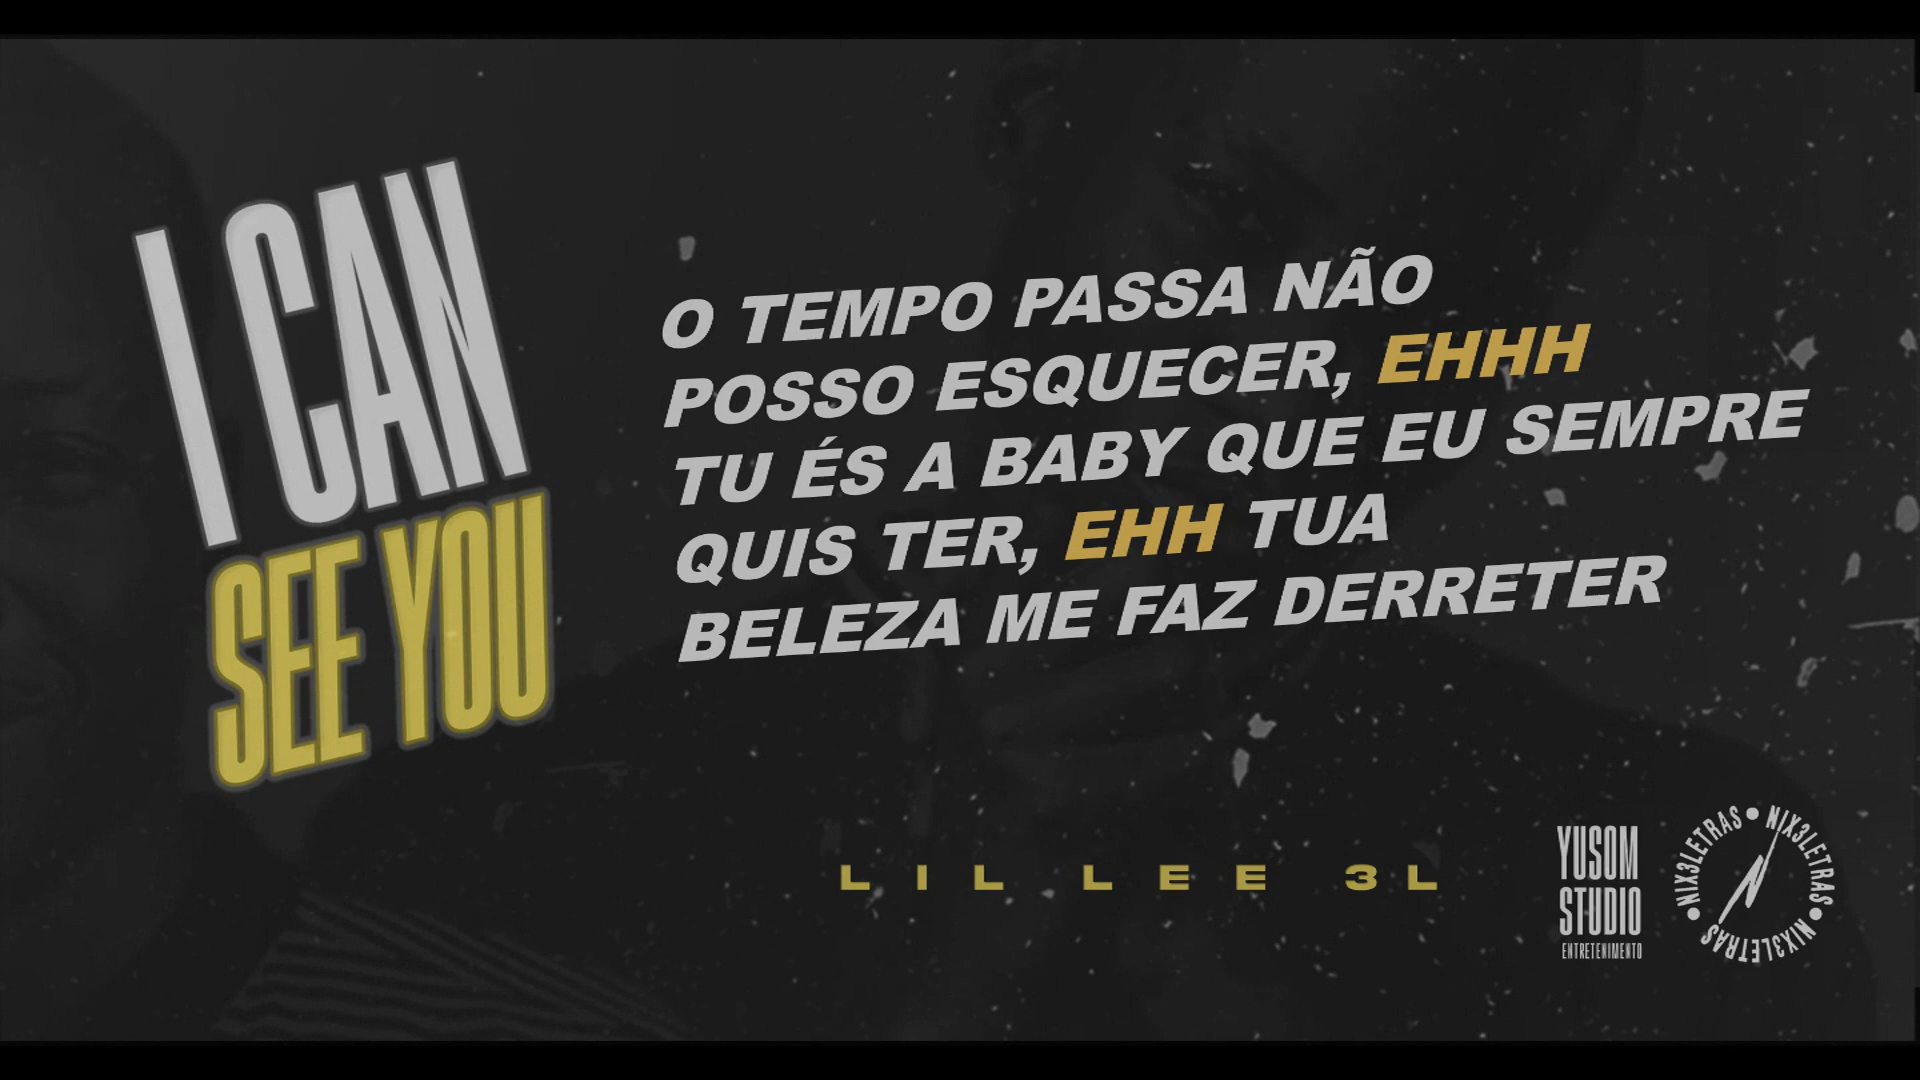 I CAN
SEE YOU
O TEMPO PASSA NÃO
POSSO ESQUECER, EHHH
TU ÉS A BABY QUE EU SEMPRE
QUIS TER, EHH TUA
BELEZA ME FAZ DERRETER
LIL LEE 3L
YUSOM
STUDIO
ENTRETENIMENTO
NIX3LETRAS • NIX3LETRAS • NIX3LETRAS •